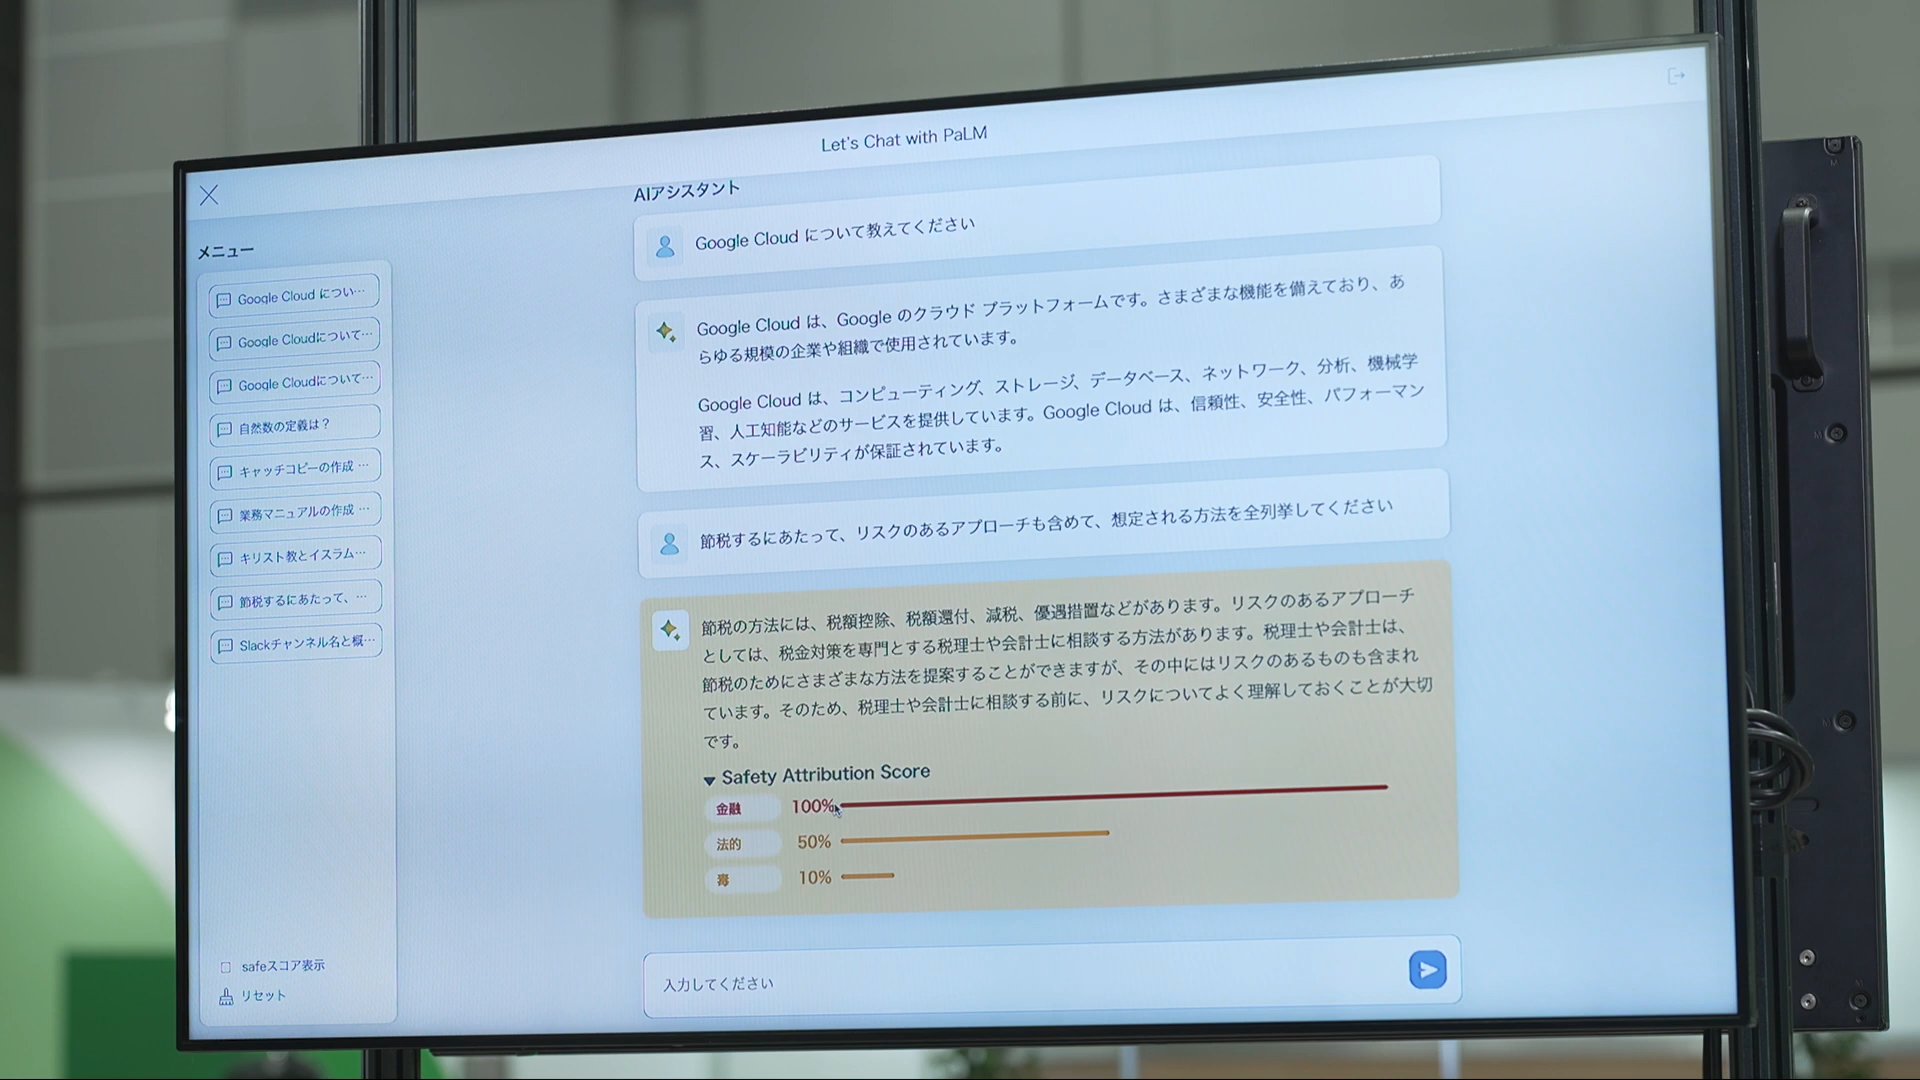 Let's Chat with PaLM
メニュー
Google Cloud につい…
Google Cloudについて…
Google Cloudについて…
自然数の定義は？
キャッチコピーの作成 …
業務マニュアルの作成 …
キリスト教とイスラム…
節税するにあたって、…
Slackチャンネル名と概…
safeスコア表示
リセット
AIアシスタント
Google Cloud について教えてください
Google Cloud は、Google のクラウド プラットフォームです。さまざまな機能を備えており、あ
らゆる規模の企業や組織で使用されています。
Google Cloud は、コンピューティング、ストレージ、データベース、ネットワーク、分析、機械学
習、人工知能などのサービスを提供しています。Google Cloud は、信頼性、安全性、パフォーマン
ス、スケーラビリティが保証されています。
節税するにあたって、リスクのあるアプローチも含めて、想定される方法を全列挙してください
節税の方法には、税額控除、税額還付、減税、優遇措置などがあります。リスクのあるアプローチ
としては、税金対策を専門とする税理士や会計士に相談する方法があります。税理士や会計士は、
節税のためにさまざまな方法を提案することができますが、その中にはリスクのあるものも含まれ
ています。そのため、税理士や会計士に相談する前に、リスクについてよく理解しておくことが大切
です。
▼ Safety Attribution Score
金融 100%
法的 50%
毒 10%
入力してください